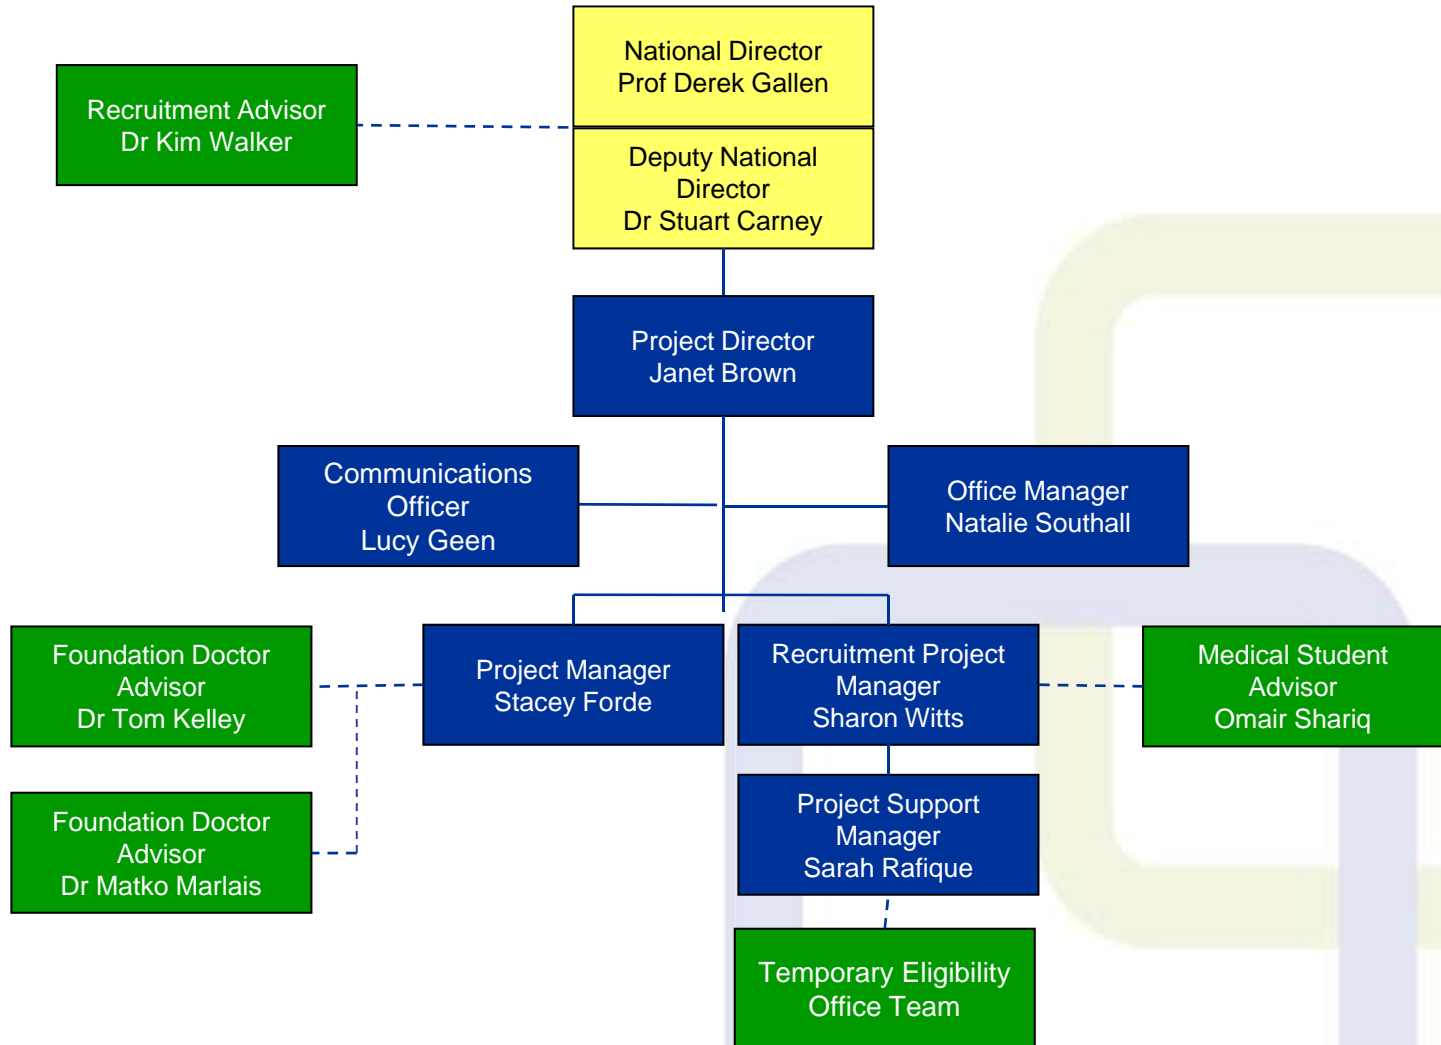 National Director
Prof Derek Gallen
Recruitment Advisor
Dr Kim Walker
Deputy National
Director
Dr Stuart Carney
Project Director
Janet Brown
Communications
Officer
Lucy Geen
Office Manager
Natalie Southall
Foundation Doctor
Advisor
Dr Tom Kelley
Project Manager
Stacey Forde
Recruitment Project
Manager
Sharon Witts
Medical Student
Advisor
Omair Shariq
Foundation Doctor
Advisor
Dr Matko Marlais
Project Support
Manager
Sarah Rafique
Temporary Eligibility
Office Team